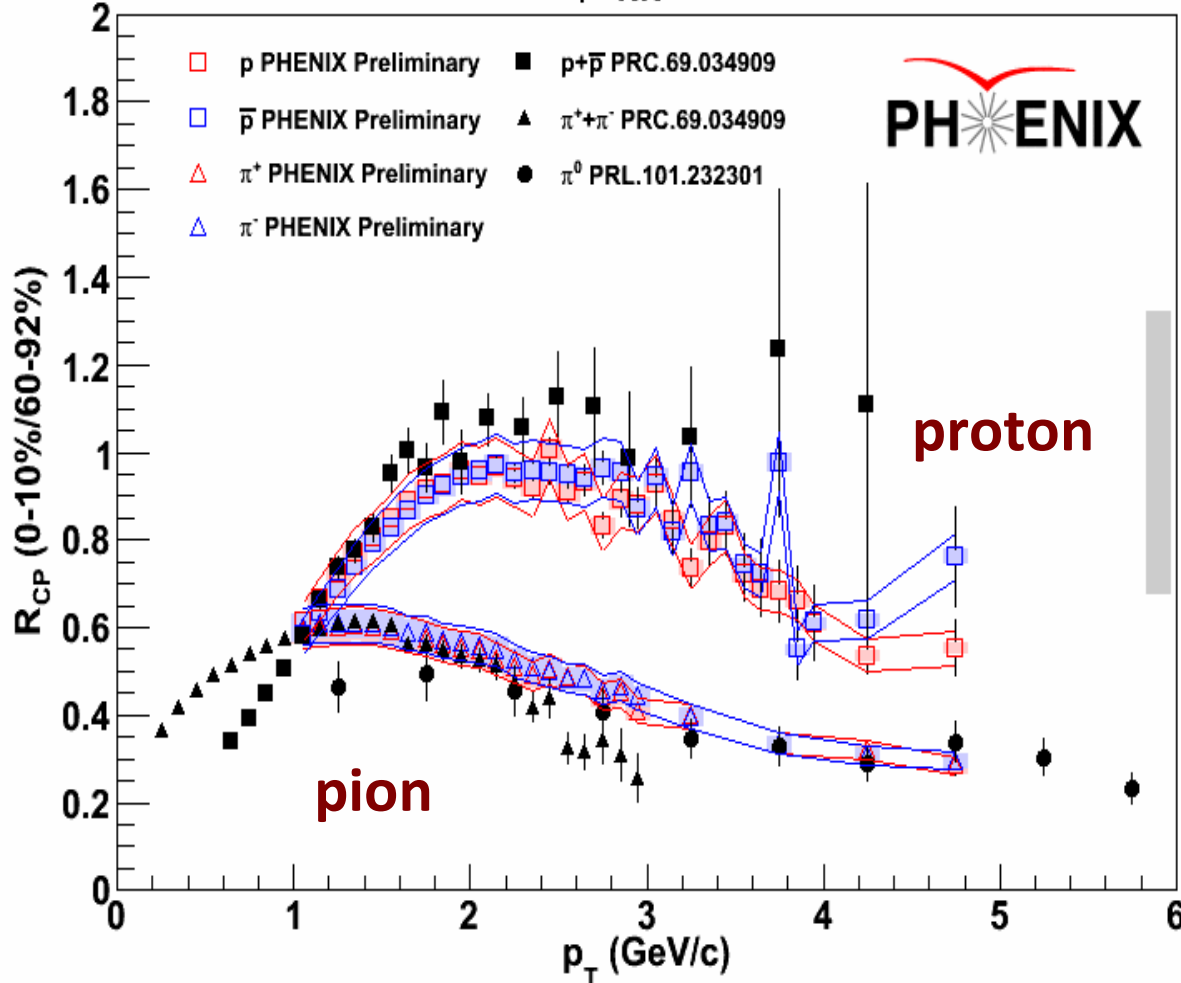 p PHENIX Preliminary
p̅ PHENIX Preliminary
π⁺ PHENIX Preliminary
π⁻ PHENIX Preliminary
p+p̅ PRC.69.034909
π⁺+π⁻ PRC.69.034909
π⁰ PRL.101.232301
PHENIX
proton
pion
R_CP (0-10%/60-92%)
2
1.8
1.6
1.4
1.2
1
0.8
0.6
0.4
0.2
0
0 1 2 3 4 5 6
p_T (GeV/c)